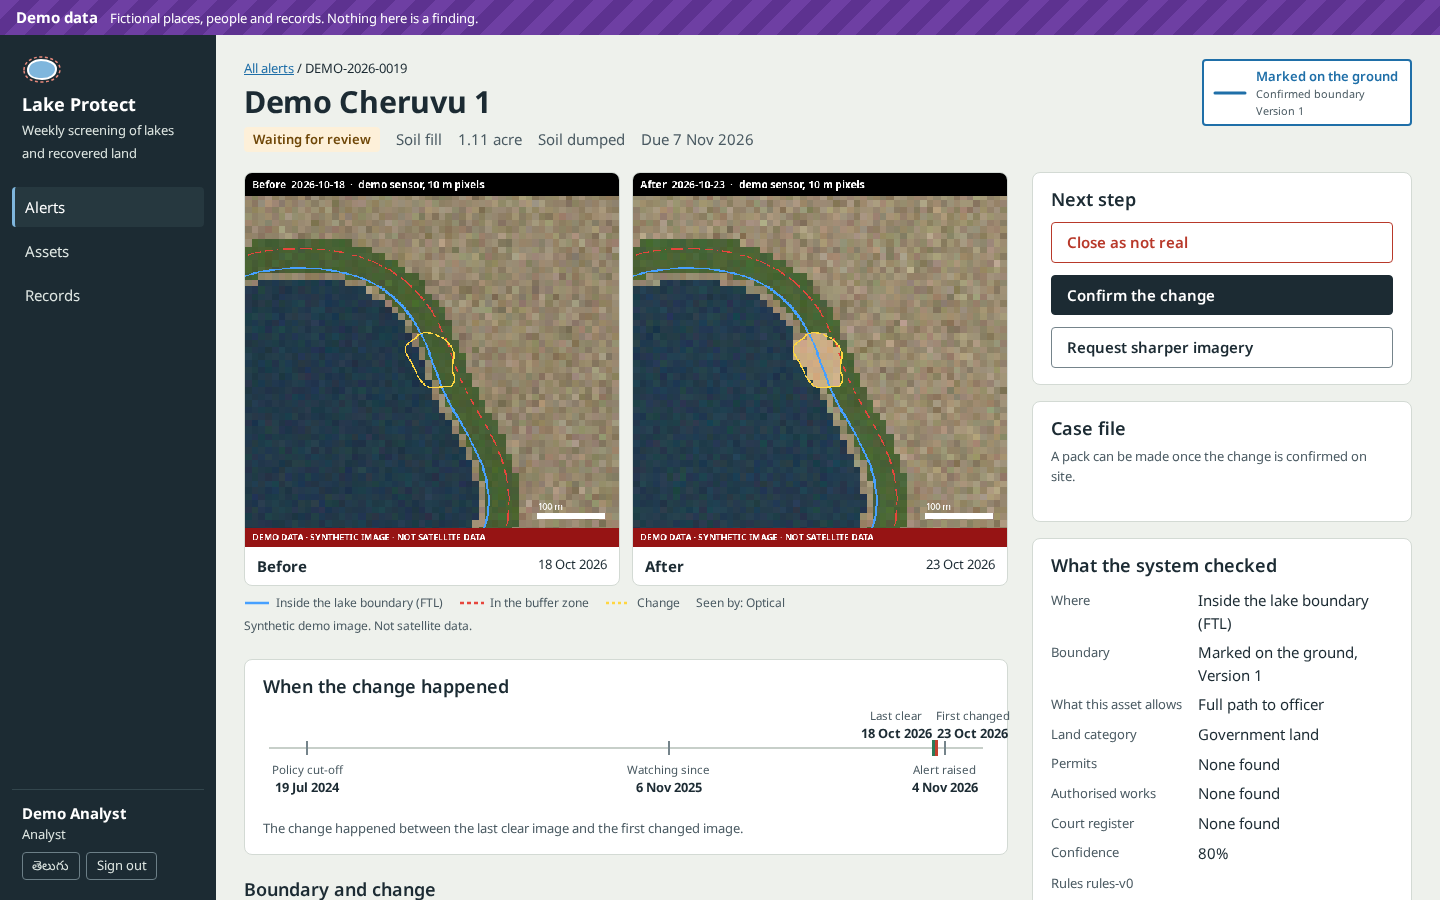 Demo data Fictional places, people and records. Nothing here is a finding.
Lake Protect
Weekly screening of lakes
and recovered land
Alerts
Assets
Records
Demo Analyst
Analyst
తెలుగు Sign out
All alerts / DEMO-2026-0019
Demo Cheruvu 1
Waiting for review Soil fill 1.11 acre Soil dumped Due 7 Nov 2026
Marked on the ground
Confirmed boundary
Version 1
Before 2026-10-18 · demo sensor, 10 m pixels
100 m
DEMO DATA · SYNTHETIC IMAGE · NOT SATELLITE DATA
Before 18 Oct 2026
After 2026-10-23 · demo sensor, 10 m pixels
100 m
DEMO DATA · SYNTHETIC IMAGE · NOT SATELLITE DATA
After 23 Oct 2026
Inside the lake boundary (FTL) In the buffer zone Change Seen by: Optical
Synthetic demo image. Not satellite data.
When the change happened
Last clear First changed
18 Oct 2026 23 Oct 2026
Policy cut-off Watching since Alert raised
19 Jul 2024 6 Nov 2025 4 Nov 2026
The change happened between the last clear image and the first changed image.
Boundary and change
Next step
Close as not real
Confirm the change
Request sharper imagery
Case file
A pack can be made once the change is confirmed on
site.
What the system checked
Where Inside the lake boundary
(FTL)
Boundary Marked on the ground,
Version 1
What this asset allows Full path to officer
Land category Government land
Permits None found
Authorised works None found
Court register None found
Confidence 80%
Rules rules-v0